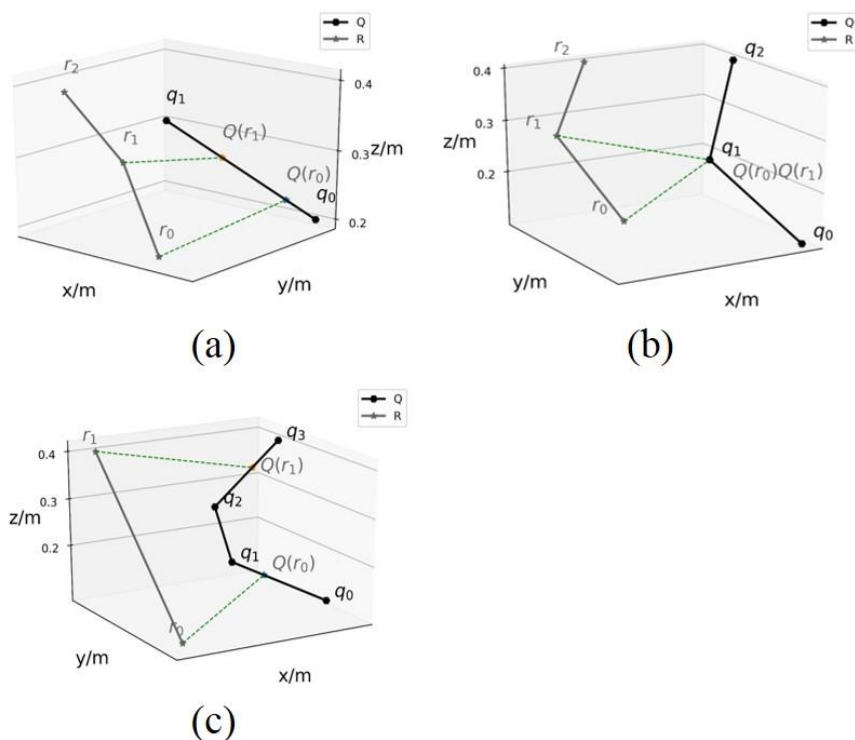 Q
R
r2
0.4
q1
r1
Q(r1)
z/m
0.3
Q(r0)
q0
r0
0.2
x/m
y/m
(a)
Q
R
r2
q2
0.4
0.3
r1
z/m
q1
0.2
Q(r0)Q(r1)
r0
q0
y/m
x/m
(b)
Q
R
r1
q3
0.4
Q(r1)
0.3
q2
z/m
0.2
q1
Q(r0)
q0
r0
y/m
x/m
(c)